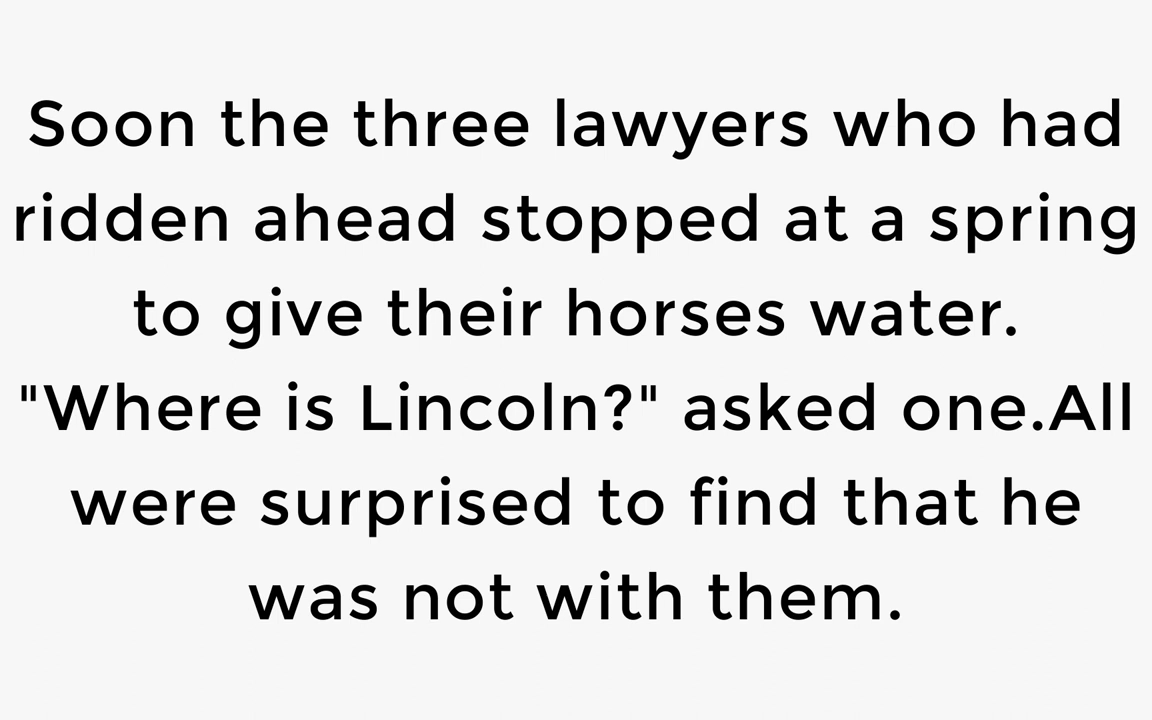 Soon the three lawyers who had
ridden ahead stopped at a spring
to give their horses water.
"Where is Lincoln?" asked one.All
were surprised to find that he
was not with them.